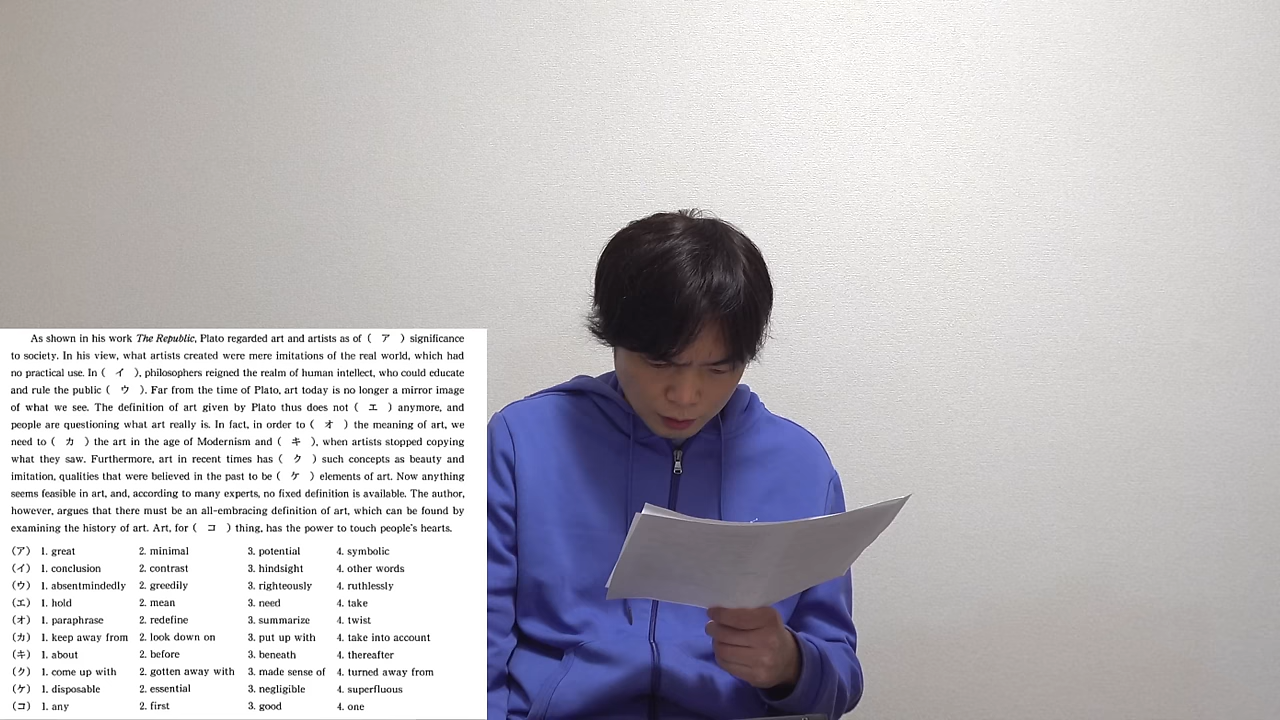 As shown in his work The Republic, Plato regarded art and artists as of ( ア ) significance
to society. In his view, what artists created were mere imitations of the real world, which had
no practical use. In ( イ ), philosophers reigned the realm of human intellect, who could educate
and rule the public ( ウ ). Far from the time of Plato, art today is no longer a mirror image
of what we see. The definition of art given by Plato thus does not ( エ ) anymore, and
people are questioning what art really is. In fact, in order to ( オ ) the meaning of art, we
need to ( カ ) the art in the age of Modernism and ( キ ), when artists stopped copying
what they saw. Furthermore, art in recent times has ( ク ) such concepts as beauty and
imitation, qualities that were believed in the past to be ( ケ ) elements of art. Now anything
seems feasible in art, and, according to many experts, no fixed definition is available. The author,
however, argues that there must be an all-embracing definition of art, which can be found by
examining the history of art. Art, for ( コ ) thing, has the power to touch people's hearts.
(ア) 1. great 2. minimal 3. potential 4. symbolic
(イ) 1. conclusion 2. contrast 3. hindsight 4. other words
(ウ) 1. absentmindedly 2. greedily 3. righteously 4. ruthlessly
(エ) 1. hold 2. mean 3. need 4. take
(オ) 1. paraphrase 2. redefine 3. summarize 4. twist
(カ) 1. keep away from 2. look down on 3. put up with 4. take into account
(キ) 1. about 2. before 3. beneath 4. thereafter
(ク) 1. come up with 2. gotten away with 3. made sense of 4. turned away from
(ケ) 1. disposable 2. essential 3. negligible 4. superfluous
(コ) 1. any 2. first 3. good 4. one